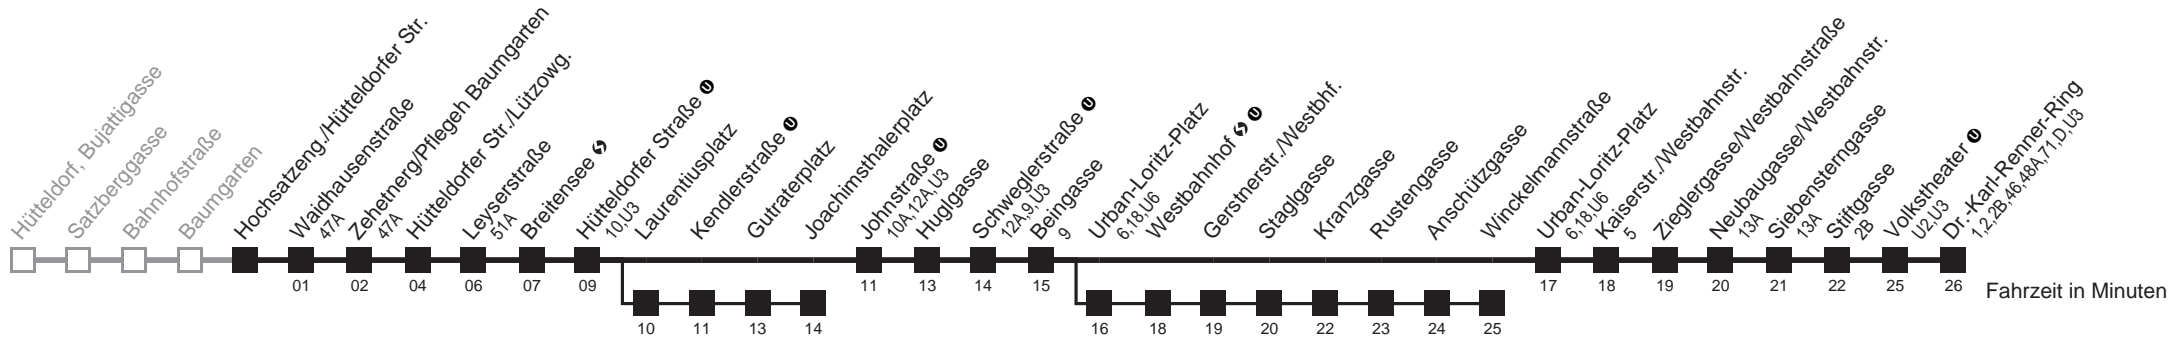 Hütteldorf, Bujattigasse
Satzberggasse
Bahnhofstraße
Baumgarten
Hochsatzeng./Hütteldorfer Str.
Waidhausenstraße
47A
Zehetnerg/Pflegeh Baumgarten
47A
Hütteldorfer Str./Lützowg.
Leyserstraße
51A
Breitensee
Hütteldorfer Straße U
10,U3
Laurentiusplatz
Kendlerstraße U
Gutraterplatz
Joachimsthalerplatz
Johnstraße U
10A,12A,U3
Huglgasse
Schweglerstraße U
12A,9,U3
Beingasse
9
Urban-Loritz-Platz
6,18,U6
Westbahnhof U
Gerstnerstr./Westbhf.
Staglgasse
Kranzgasse
Rustengasse
Anschützgasse
Winckelmannstraße
Urban-Loritz-Platz
6,18,U6
Kaiserstr./Westbahnstr.
5
Zieglergasse/Westbahnstraße
Neubaugasse/Westbahnstr.
13A
Siebensterngasse
13A
Stiftgasse
2B
Volkstheater U
U2,U3
Dr.-Karl-Renner-Ring
1,2,2B,46,48A,71,D,U3
01 02 04 06 07 09 11 13 14 15 17 18 19 20 21 22 25 26
Fahrzeit in Minuten
10 11 13 14 16 18 19 20 22 23 24 25